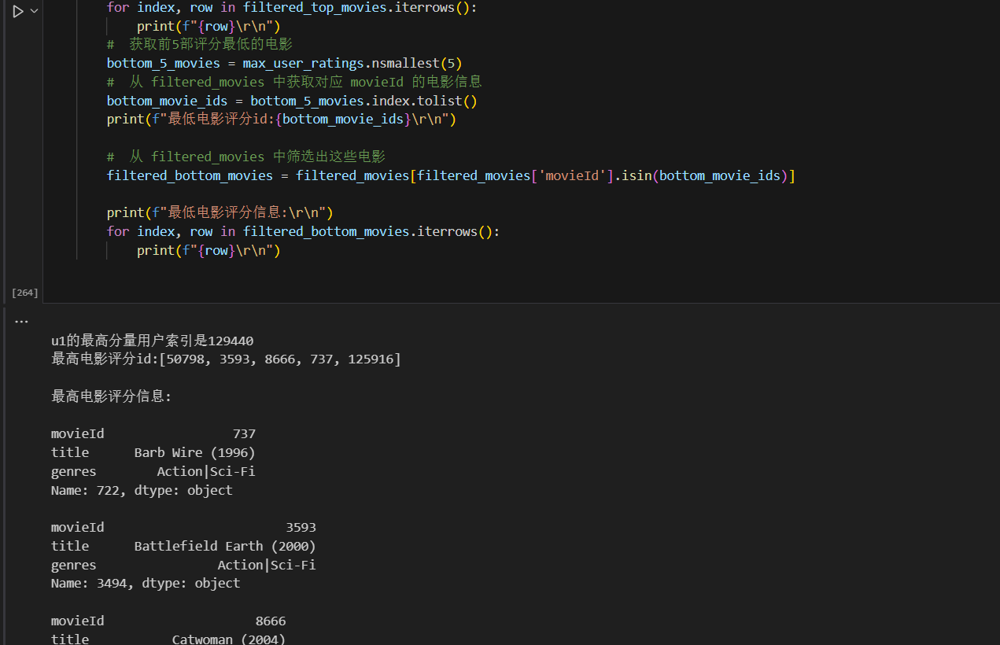 for index, row in filtered_top_movies.iterrows():
print(f"{row}\r\n")
# 获取前5部评分最低的电影
bottom_5_movies = max_user_ratings.nsmallest(5)
# 从 filtered_movies 中获取对应 movieId 的电影信息
bottom_movie_ids = bottom_5_movies.index.tolist()
print(f"最低电影评分id:{bottom_movie_ids}\r\n")
# 从 filtered_movies 中筛选出这些电影
filtered_bottom_movies = filtered_movies[filtered_movies['movieId'].isin(bottom_movie_ids)]
print(f"最低电影评分信息:\r\n")
for index, row in filtered_bottom_movies.iterrows():
print(f"{row}\r\n")
[264]
...
u1的最高分量用户索引是129440
最高电影评分id:[50798, 3593, 8666, 737, 125916]
最高电影评分信息:
movieId 737
title Barb Wire (1996)
genres Action|Sci-Fi
Name: 722, dtype: object
movieId 3593
title Battlefield Earth (2000)
genres Action|Sci-Fi
Name: 3494, dtype: object
movieId 8666
title Catwoman (2004)